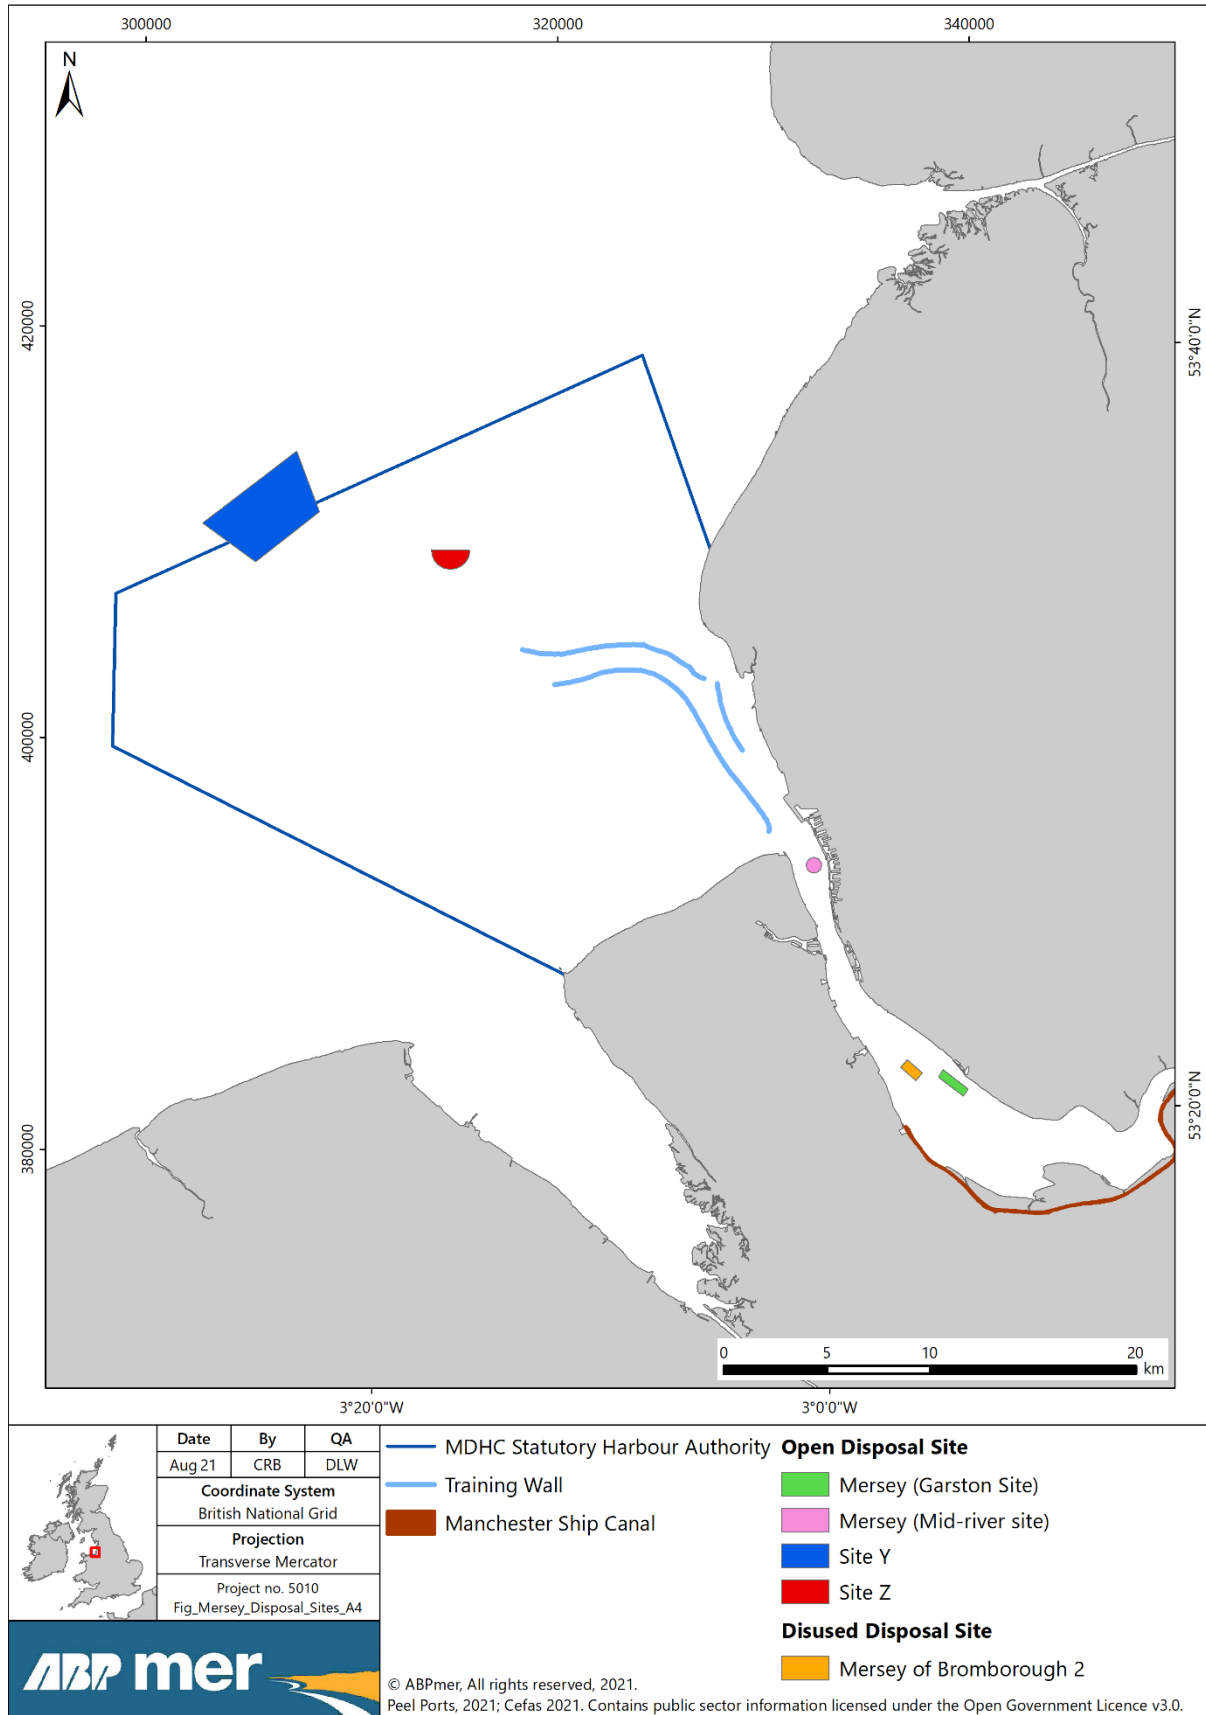 300000
320000
340000
N
420000
53°40'0"N
400000
380000
53°20'0"N
0
5
10
20
km
3°20'0"W
3°0'0"W
Date
By
QA
Aug 21
CRB
DLW
Coordinate System
British National Grid
Projection
Transverse Mercator
Project no. 5010
Fig_Mersey_Disposal_Sites_A4
ABP mer
MDHC Statutory Harbour Authority
Training Wall
Manchester Ship Canal
Open Disposal Site
Mersey (Garston Site)
Mersey (Mid-river site)
Site Y
Site Z
Disused Disposal Site
Mersey of Bromborough 2
© ABPmer, All rights reserved, 2021.
Peel Ports, 2021; Cefas 2021. Contains public sector information licensed under the Open Government Licence v3.0.